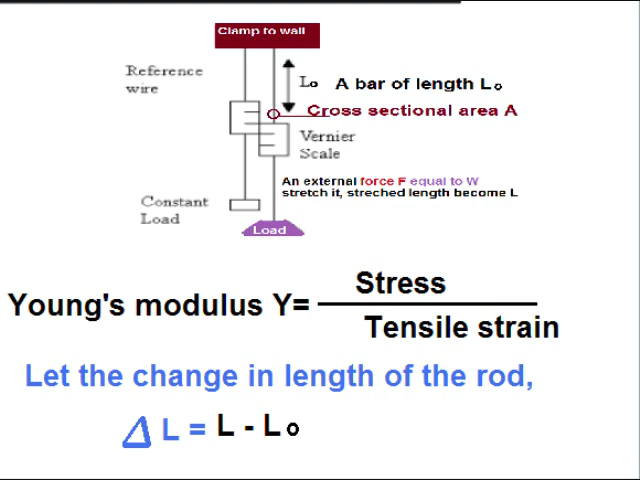 Clamp to wall
Reference
wire
Lo A bar of length Lo
Cross sectional area A
Vernier
Scale
An external force F equal to W
stretch it, streched length become L
Constant
Load
Load
Young's modulus Y= Stress
Tensile strain
Let the change in length of the rod,
Δ L = L - Lo